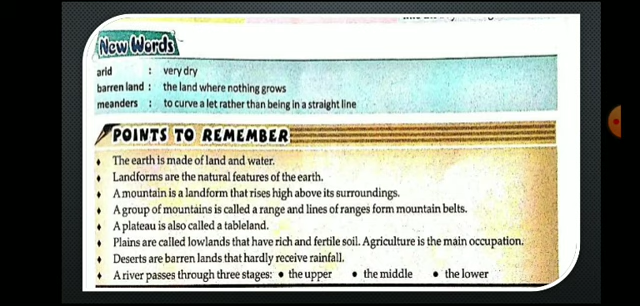 New Words
arid : very dry
barren land : the land where nothing grows
meanders : to curve a let rather than being in a straight line
POINTS TO REMEMBER
♦ The earth is made of land and water.
♦ Landforms are the natural features of the earth.
♦ A mountain is a landform that rises high above its surroundings.
♦ A group of mountains is called a range and lines of ranges form mountain belts.
♦ A plateau is also called a tableland.
♦ Plains are called lowlands that have rich and fertile soil. Agriculture is the main occupation.
♦ Deserts are barren lands that hardly receive rainfall.
♦ A river passes through three stages: • the upper • the middle • the lower